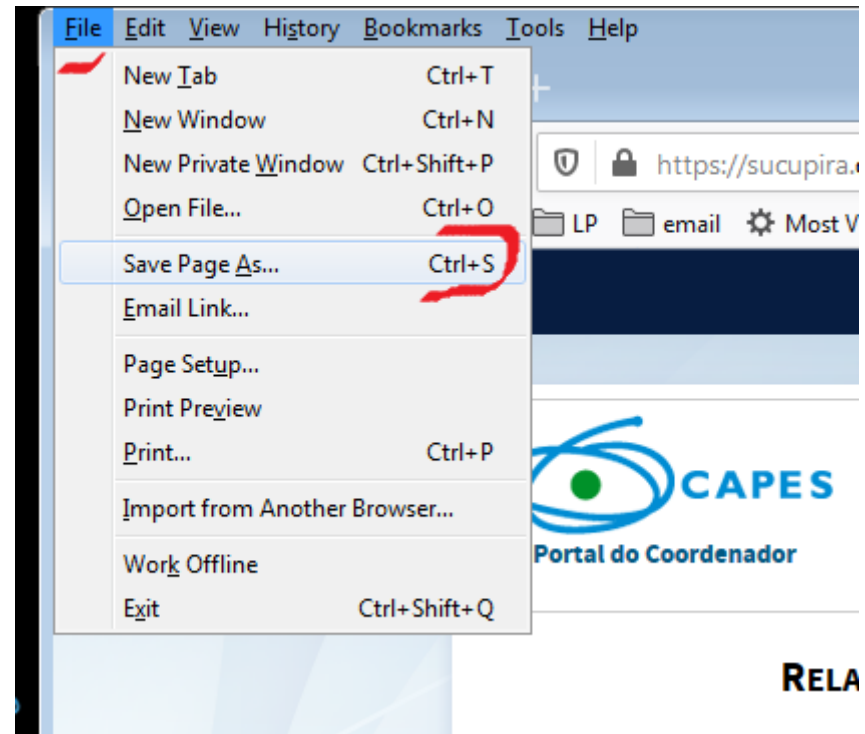 File Edit View History Bookmarks Tools Help
New Tab Ctrl+T
New Window Ctrl+N
New Private Window Ctrl+Shift+P
Open File... Ctrl+O
Save Page As... Ctrl+S
Email Link...
Page Setup...
Print Preview
Print... Ctrl+P
Import from Another Browser...
Work Offline
Exit Ctrl+Shift+Q
https://sucupira.
LP email Most V
CAPES
Portal do Coordenador
RELA